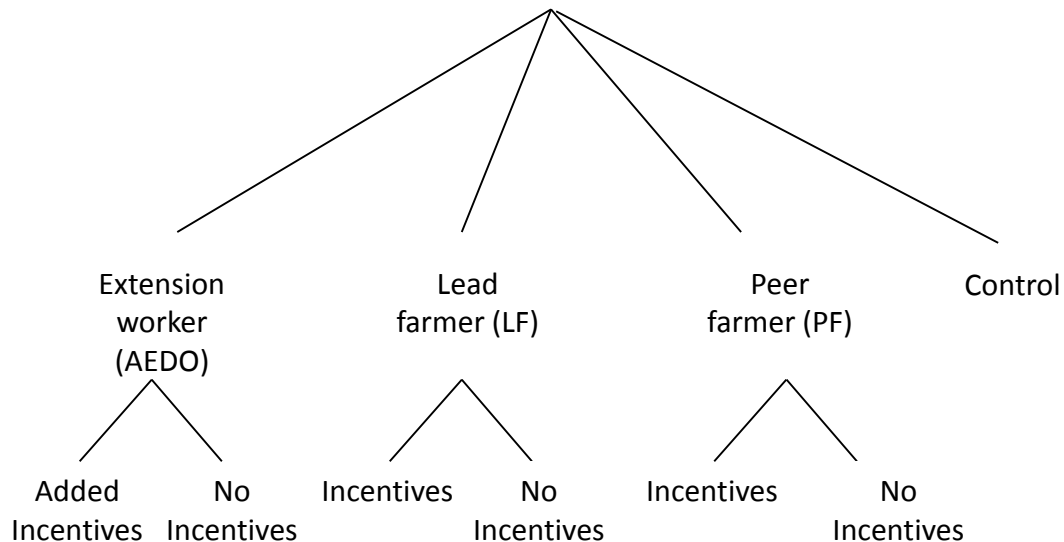 Extension
worker
(AEDO)
Lead
farmer (LF)
Peer
farmer (PF)
Control
Added
Incentives
No
Incentives
Incentives
No
Incentives
Incentives
No
Incentives